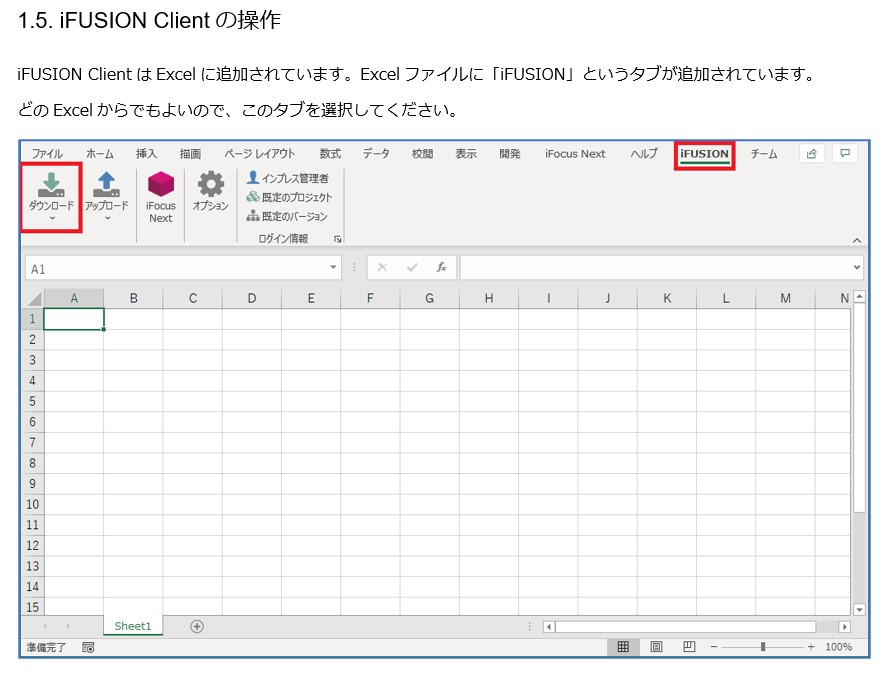 1.5. iFUSION Client の操作
iFUSION Client は Excel に追加されています。Excel ファイルに「iFUSION」というタブが追加されています。
どの Excel からでもよいので、このタブを選択してください。
ファイル ホーム 挿入 描画 ページ レイアウト 数式 データ 校閲 表示 開発 iFocus Next ヘルプ iFUSION チーム
ダウンロード アップロード iFocus Next オプション
インプレス管理者
既定のプロジェクト
既定のバージョン
ログイン情報
A1 fx
A B C D E F G H I J K L M N
1
2
3
4
5
6
7
8
9
10
11
12
13
14
15
Sheet1
準備完了 100%